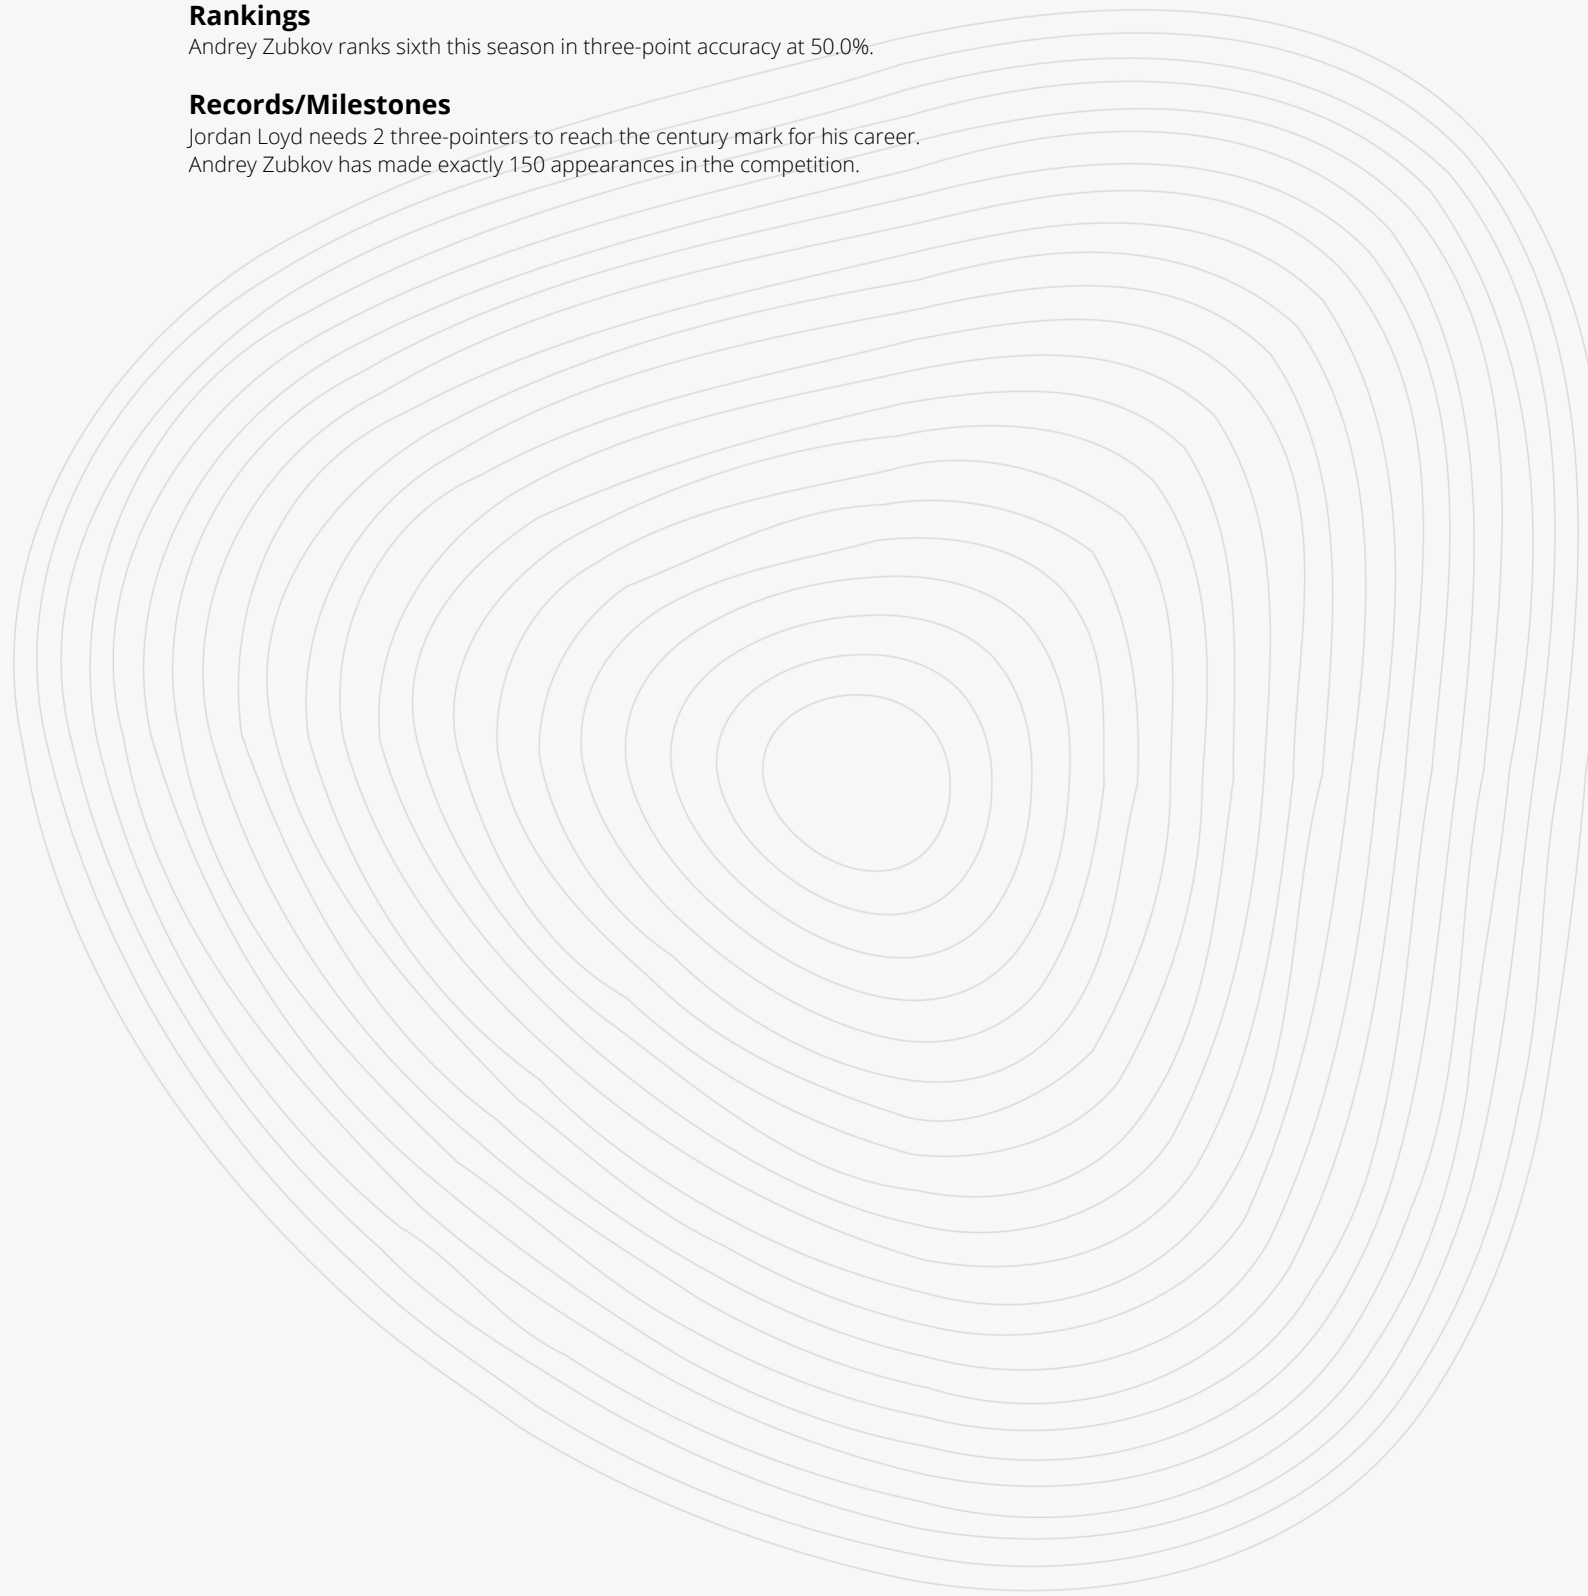 Rankings
Andrey Zubkov ranks sixth this season in three-point accuracy at 50.0%.
Records/Milestones
Jordan Loyd needs 2 three-pointers to reach the century mark for his career.
Andrey Zubkov has made exactly 150 appearances in the competition.